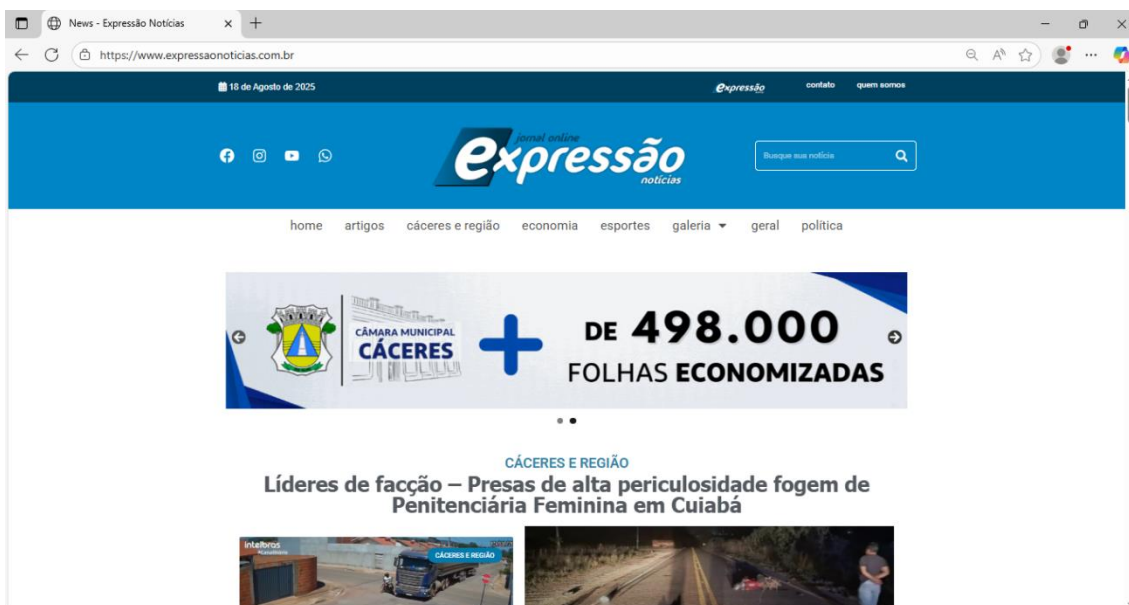 News - Expressão Notícias
https://www.expressaonoticias.com.br
18 de Agosto de 2025
expressão
contato
quem somos
jornal online
expressão
notícias
Busque sua notícia
home artigos cáceres e região economia esportes galeria geral política
CÂMARA MUNICIPAL
CÁCERES
+ DE 498.000
FOLHAS ECONOMIZADAS
CÁCERES E REGIÃO
Líderes de facção – Presas de alta periculosidade fogem de
Penitenciária Feminina em Cuiabá
intelbras
CÁCERES E REGIÃO